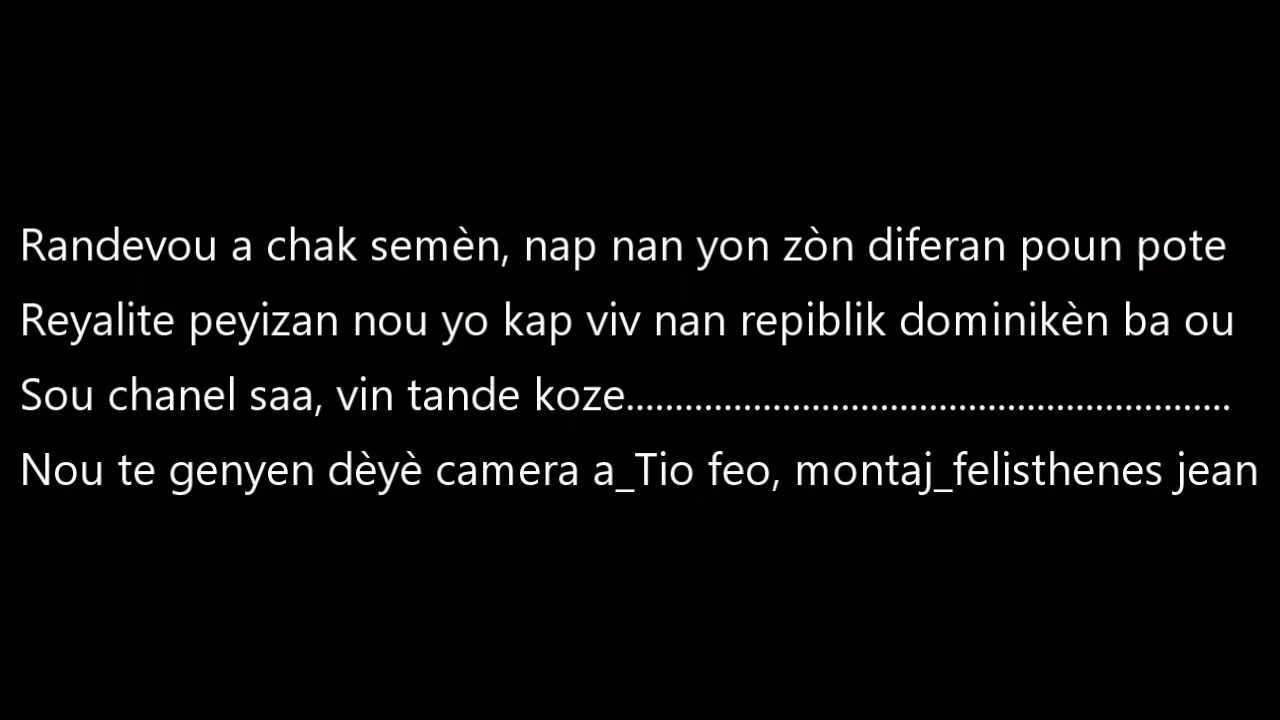 Randevou a chak semèn, nap nan yon zòn diferan poun pote
Reyalite peyizan nou yo kap viv nan repiblik dominikèn ba ou
Sou chanel saa, vin tande koze..............................................................
Nou te genyen dèyè camera a_Tio feo, montaj_felisthenes jean